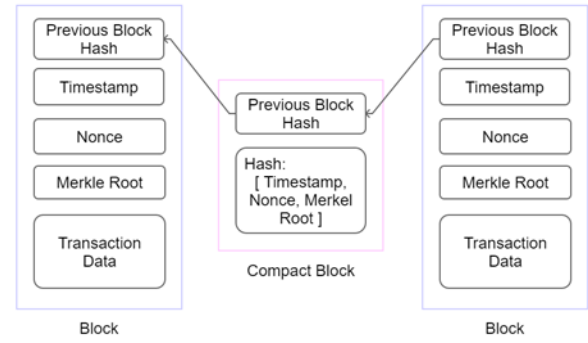 Previous Block
Hash
Timestamp
Nonce
Merkle Root
Transaction
Data
Block
Previous Block
Hash
Hash:
[ Timestamp,
Nonce, Merkel
Root ]
Compact Block
Previous Block
Hash
Timestamp
Nonce
Merkle Root
Transaction
Data
Block